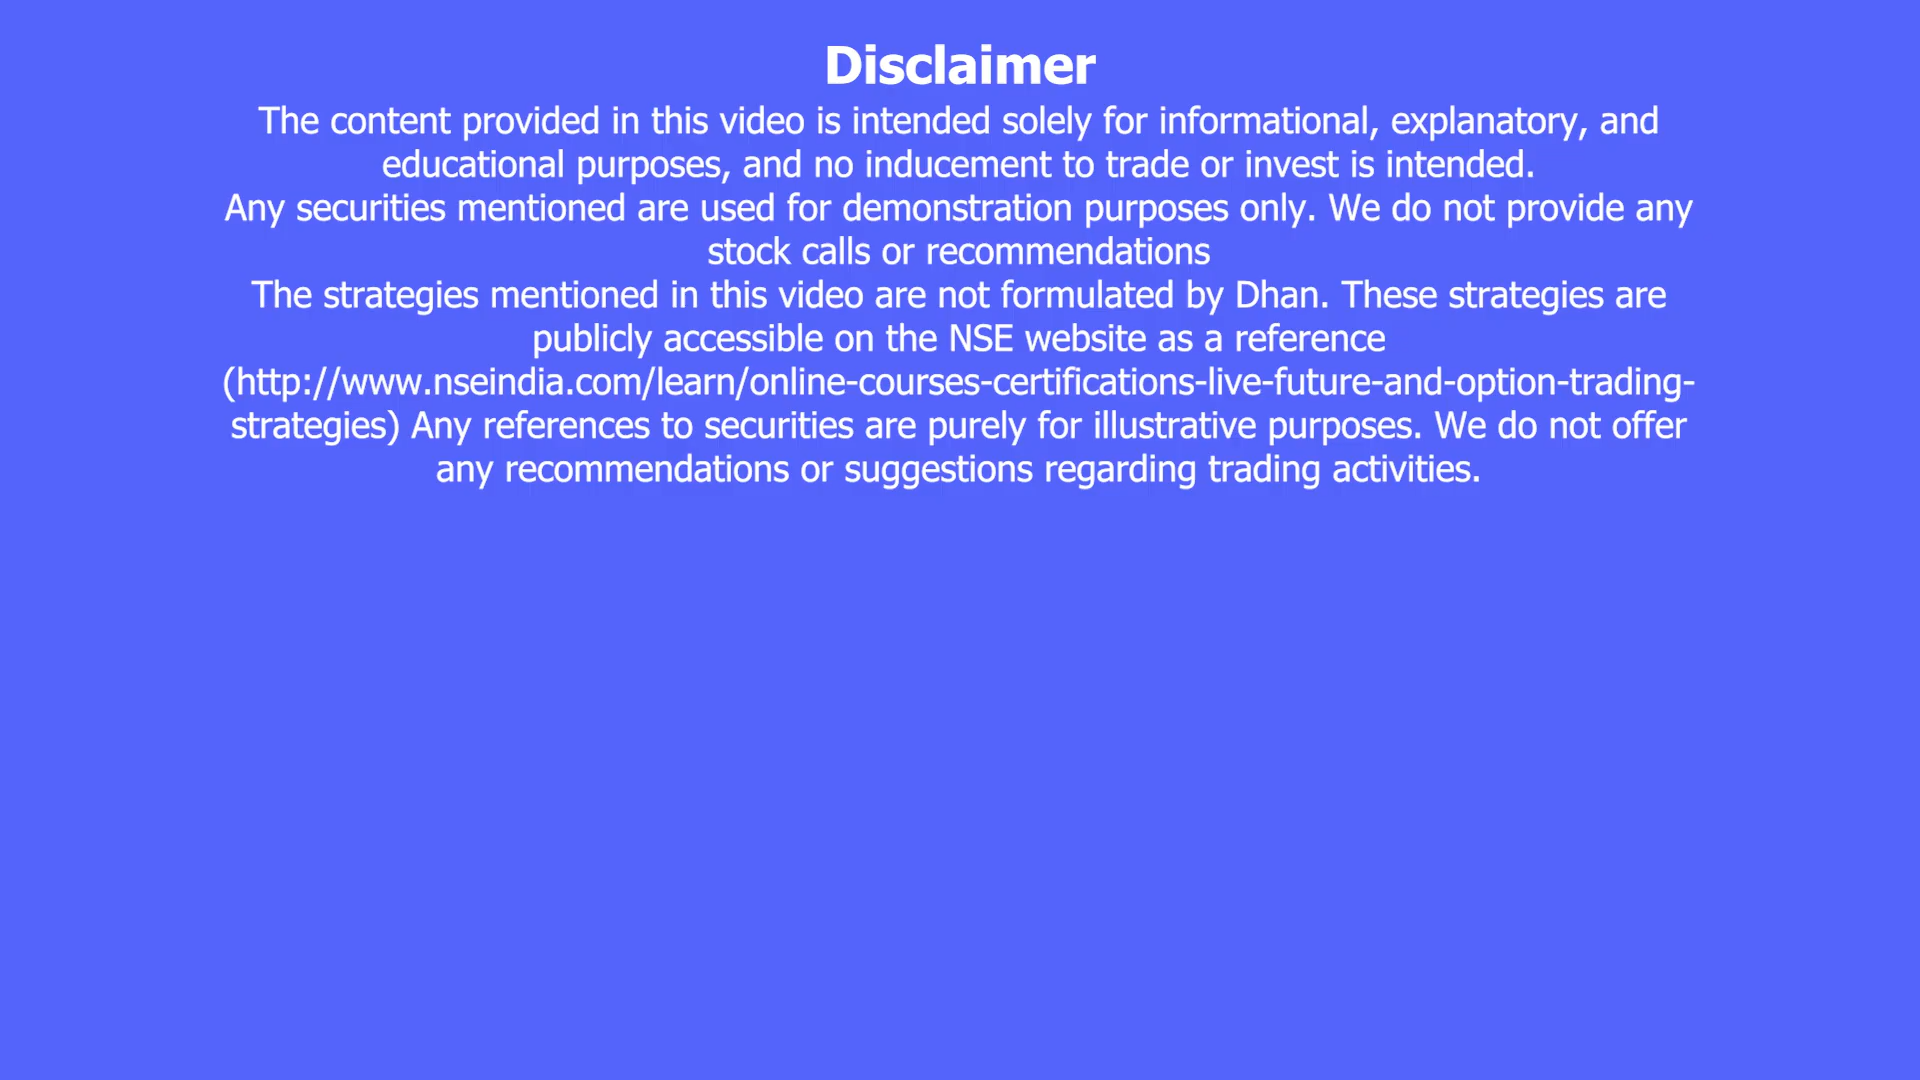 Disclaimer
The content provided in this video is intended solely for informational, explanatory, and
educational purposes, and no inducement to trade or invest is intended.
Any securities mentioned are used for demonstration purposes only. We do not provide any
stock calls or recommendations
The strategies mentioned in this video are not formulated by Dhan. These strategies are
publicly accessible on the NSE website as a reference
(http://www.nseindia.com/learn/online-courses-certifications-live-future-and-option-trading-
strategies) Any references to securities are purely for illustrative purposes. We do not offer
any recommendations or suggestions regarding trading activities.